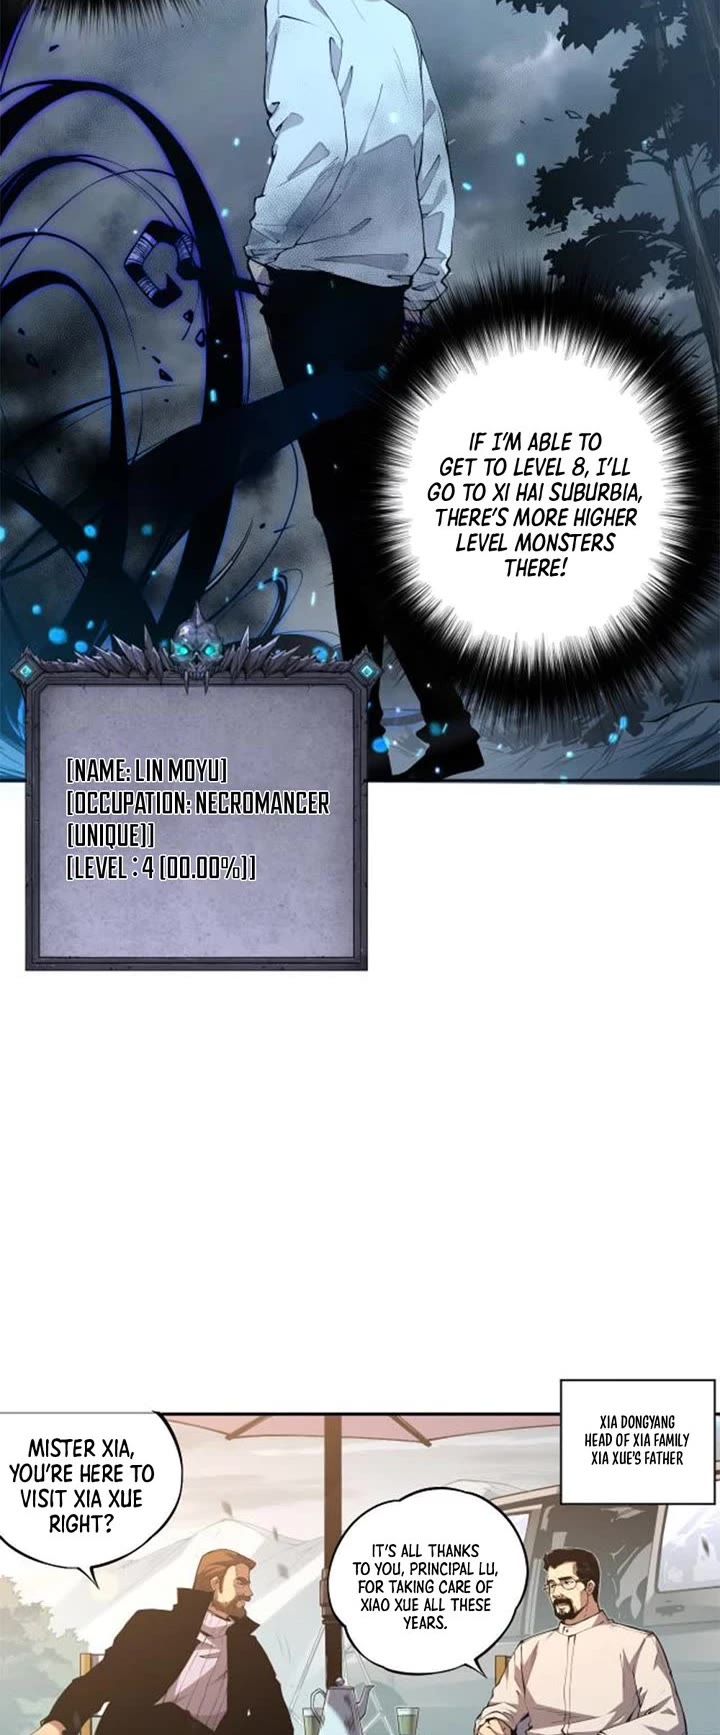 IF I'M ABLE TO
GET TO LEVEL 8, I'LL
GO TO XI HAI SUBURBIA,
THERE'S MORE HIGHER
LEVEL MONSTERS
THERE!
[NAME: LIN MOYU]
[OCCUPATION: NECROMANCER
[UNIQUE]]
[LEVEL : 4 [00.00%]]
XIA DONGYANG
HEAD OF XIA FAMILY
XIA XUE'S FATHER
MISTER XIA,
YOU'RE HERE TO
VISIT XIA XUE
RIGHT?
IT'S ALL THANKS
TO YOU, PRINCIPAL LU,
FOR TAKING CARE OF
XIAO XUE ALL THESE
YEARS.